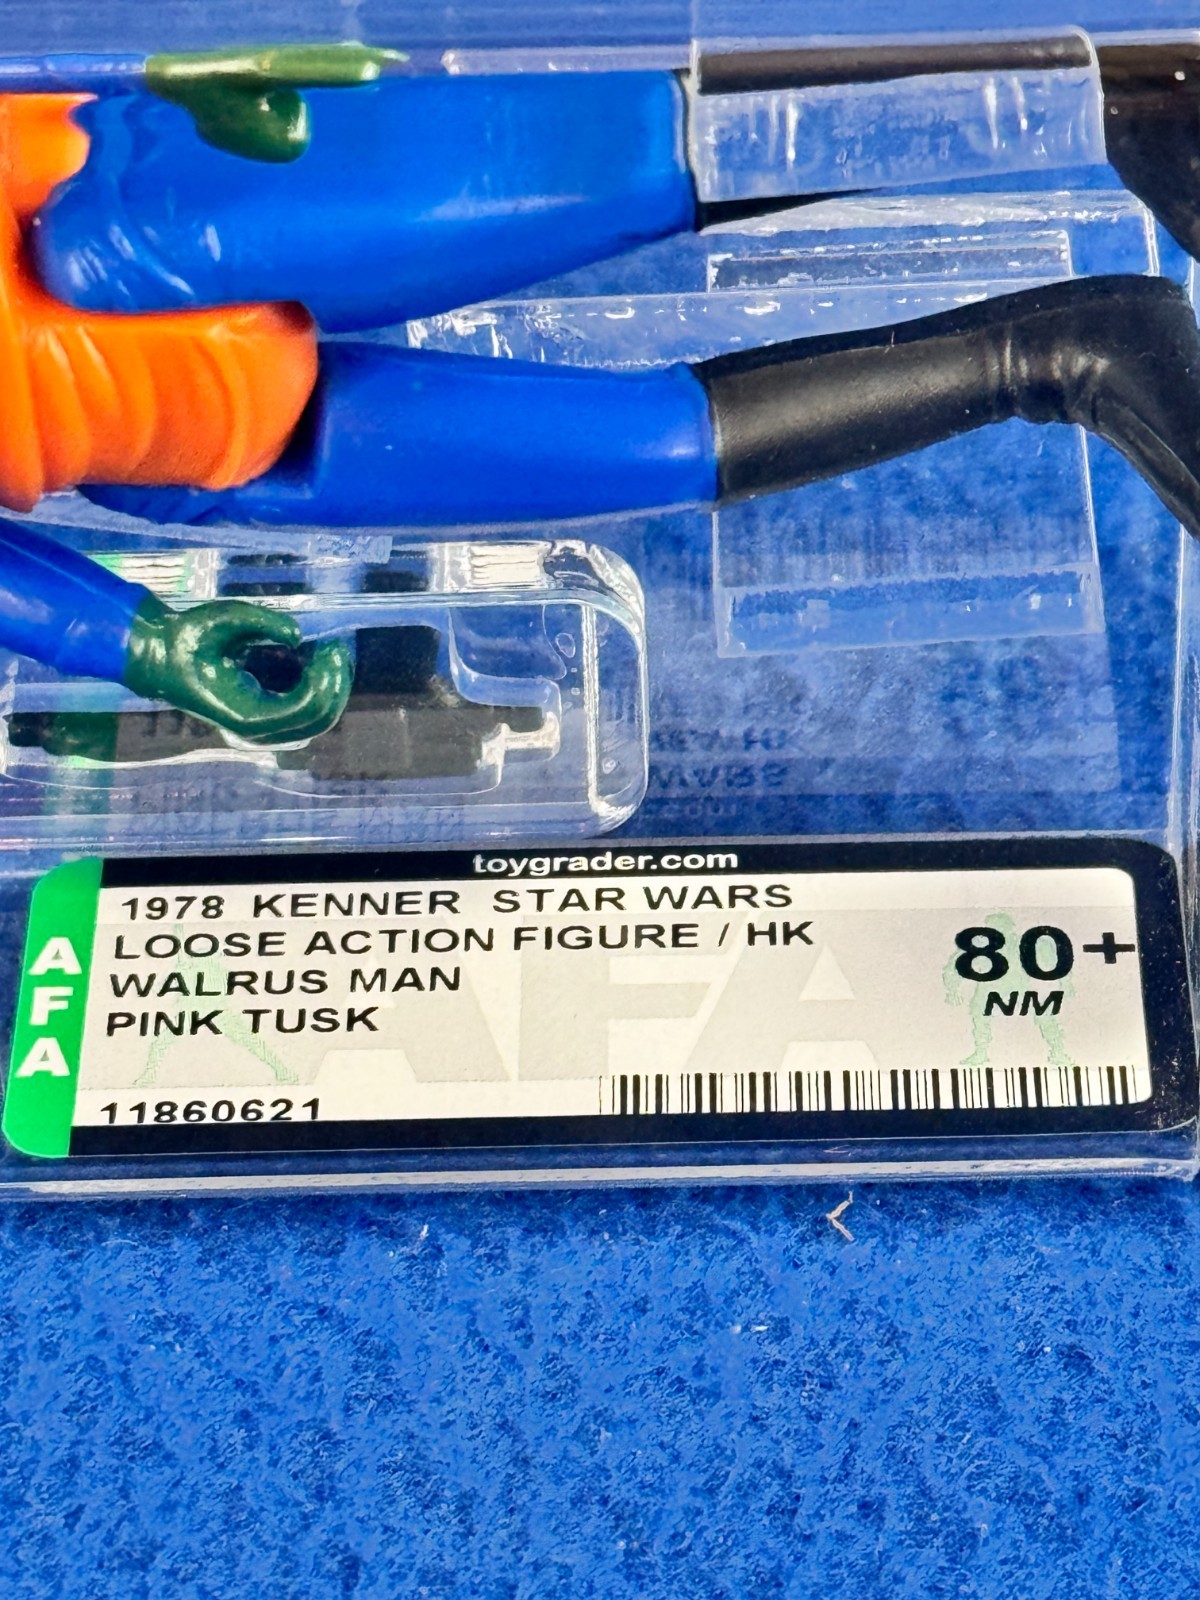 toygrader.com
1978 KENNER STAR WARS
LOOSE ACTION FIGURE / HK
WALRUS MAN
PINK TUSK
80+
NM
AFA
11860621